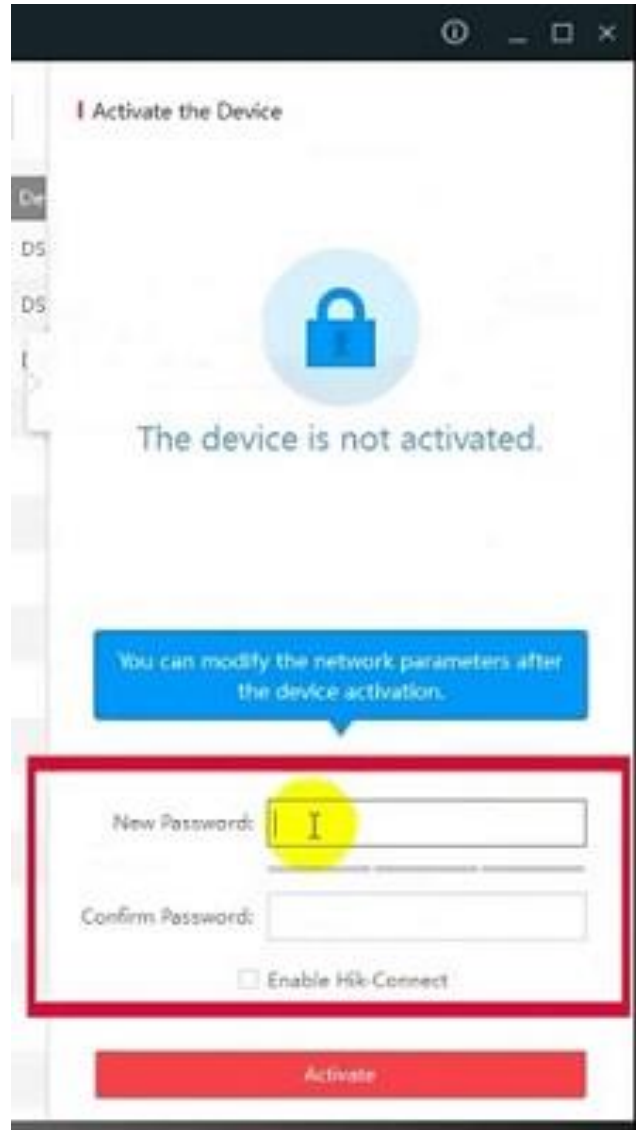 Activate the Device
De
DS
DS
The device is not activated.
You can modify the network parameters after
the device activation.
New Password:
Confirm Password:
Enable Hik-Connect
Activate